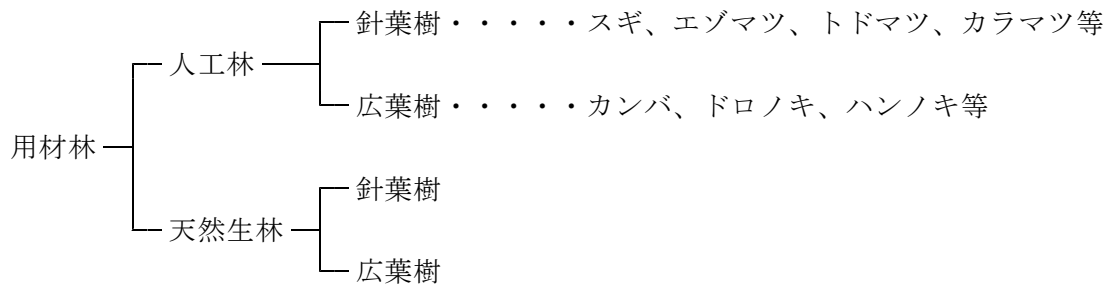 針葉樹・・・・・スギ、エゾマツ、トドマツ、カラマツ等
人工林
広葉樹・・・・・カンバ、ドロノキ、ハンノキ等
用材林
針葉樹
天然生林
広葉樹